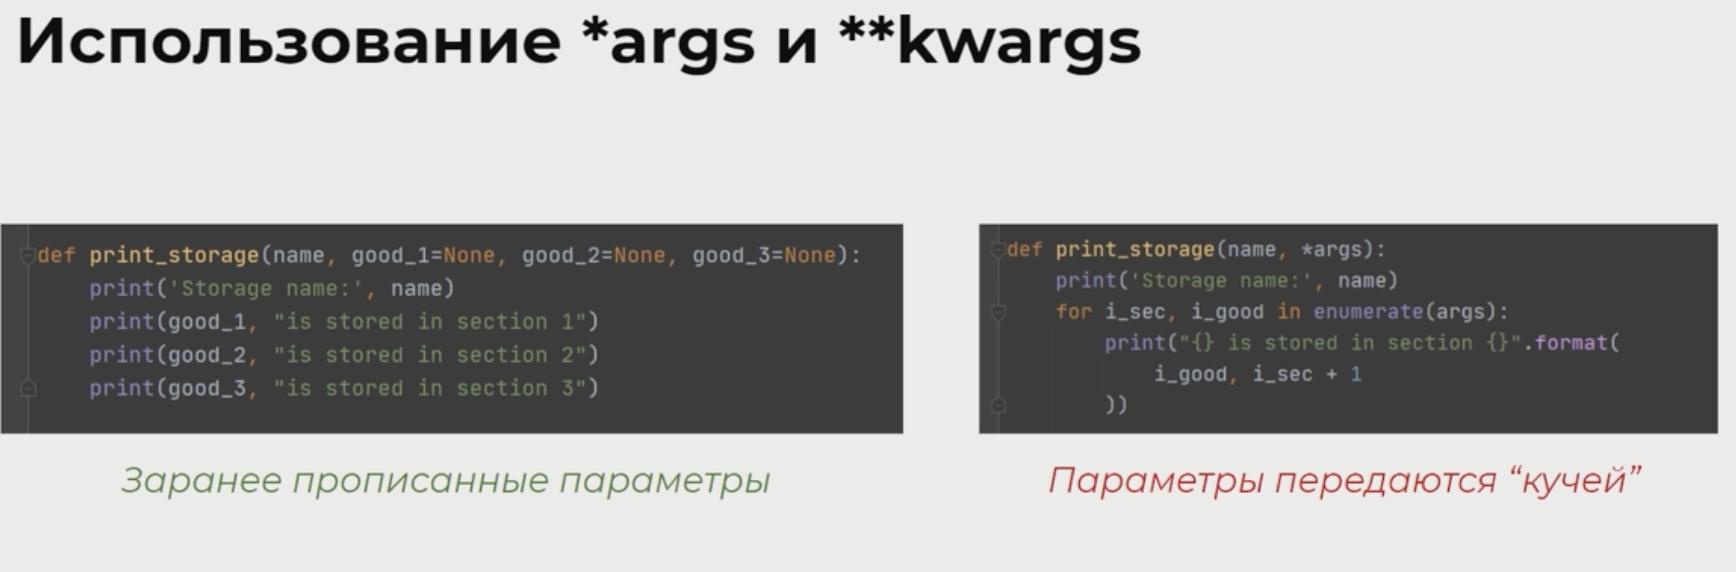 Использование *args и **kwargs
def print_storage(name, good_1=None, good_2=None, good_3=None):
    print('Storage name:', name)
    print(good_1, "is stored in section 1")
    print(good_2, "is stored in section 2")
    print(good_3, "is stored in section 3")
Заранее прописанные параметры
def print_storage(name, *args):
    print('Storage name:', name)
    for i_sec, i_good in enumerate(args):
        print("{} is stored in section {}".format(
            i_good, i_sec + 1
        ))
Параметры передаются “кучей”